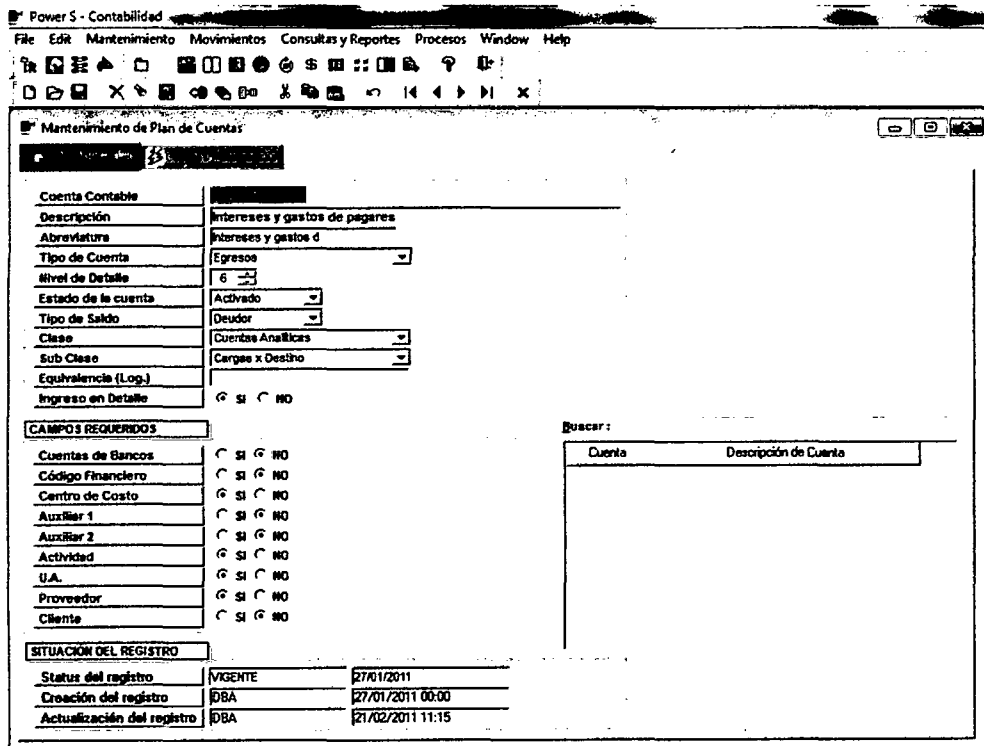 Power S - Contabilidad
File Edit Mantenimiento Movimientos Consultas y Reportes Procesos Window Help
Mantenimiento de Plan de Cuentas
Cuenta Contable
Descripción Intereses y gastos de pagares
Abreviatura Intereses y gastos d
Tipo de Cuenta Egresos
Nivel de Detalle 6
Estado de la cuenta Activado
Tipo de Saldo Deudor
Clase Cuentas Analíticas
Sub Clase Cargas x Destino
Equivalencia (Log.)
Ingreso en Detalle SI NO
CAMPOS REQUERIDOS
Buscar:
Cuenta Descripción de Cuenta
Cuentas de Bancos SI NO
Código Financiero SI NO
Centro de Costo SI NO
Auxiliar 1 SI NO
Auxiliar 2 SI NO
Actividad SI NO
U.A. SI NO
Proveedor SI NO
Cliente SI NO
SITUACIÓN DEL REGISTRO
Status del registro VIGENTE 27/01/2011
Creación del registro DBA 27/01/2011 00:00
Actualización del registro DBA 21/02/2011 11:15